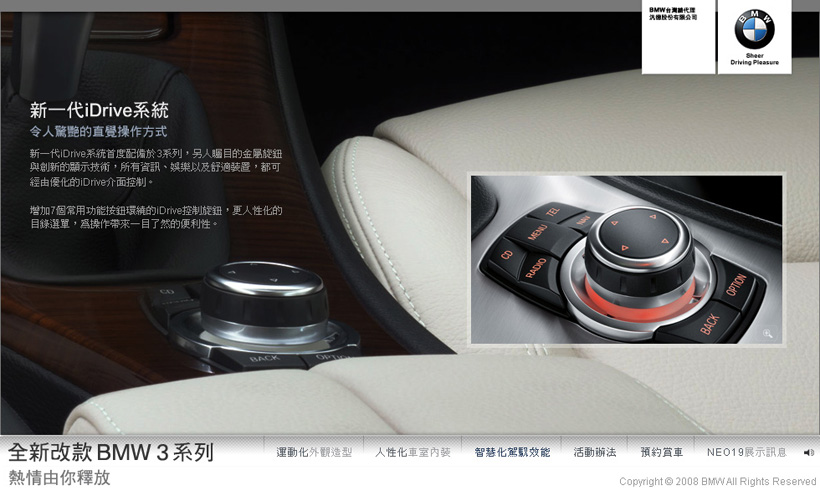 BMW台灣總代理
汎德股份有限公司
BMW
Sheer
Driving Pleasure
新一代iDrive系統
令人驚艷的直覺操作方式
新一代iDrive系統首度配備於3系列，另人矚目的金屬旋鈕
與創新的顯示技術，所有資訊、娛樂以及舒適裝置，都可
經由優化的iDrive介面控制。
增加7個常用功能按鈕環繞的iDrive控制旋鈕，更人性化的
目錄選單，為操作帶來一目了然的便利性。
TEL
NAV
MENU
CD
RADIO
OPTION
BACK
CD
BACK
OPTION
全新改款 BMW 3 系列
熱情由你釋放
運動化外觀造型
人性化車室內裝
智慧化駕馭效能
活動辦法
預約賞車
NEO19展示訊息
Copyright © 2008 BMW All Rights Reserved